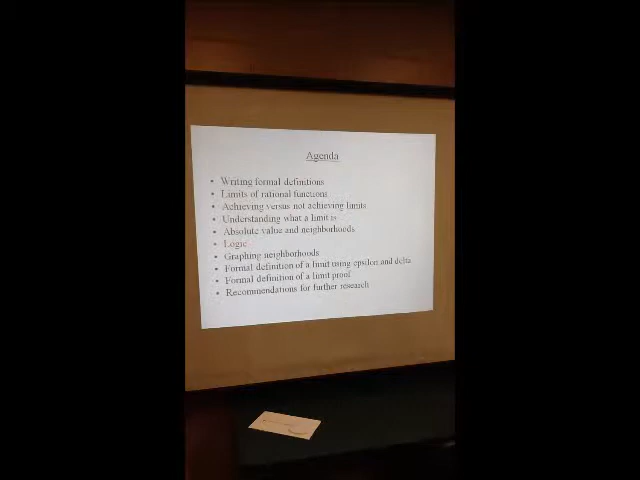 Agenda
• Writing formal definitions
• Limits of rational functions
• Achieving versus not achieving limits
• Understanding what a limit is
• Absolute value and neighborhoods
• Logic
• Graphing neighborhoods
• Formal definition of a limit using epsilon and delta
• Formal definition of a limit proof
• Recommendations for further research